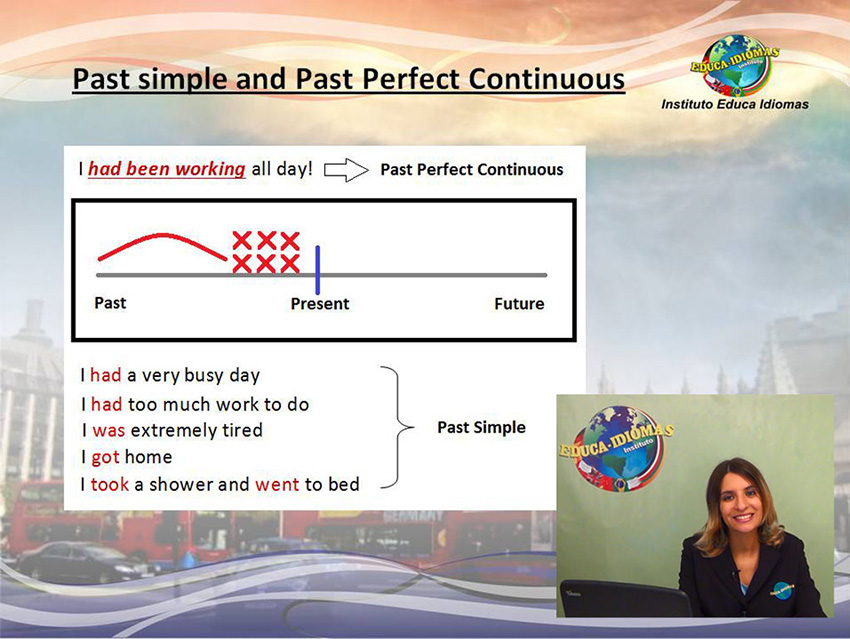 Past simple and Past Perfect Continuous
EDUCA-IDIOMAS
Instituto
Instituto Educa Idiomas
I had been working all day! Past Perfect Continuous
Past Present Future
I had a very busy day
I had too much work to do
I was extremely tired
I got home
I took a shower and went to bed
Past Simple
GERMANY
EDUCA-IDIOMAS
Instituto